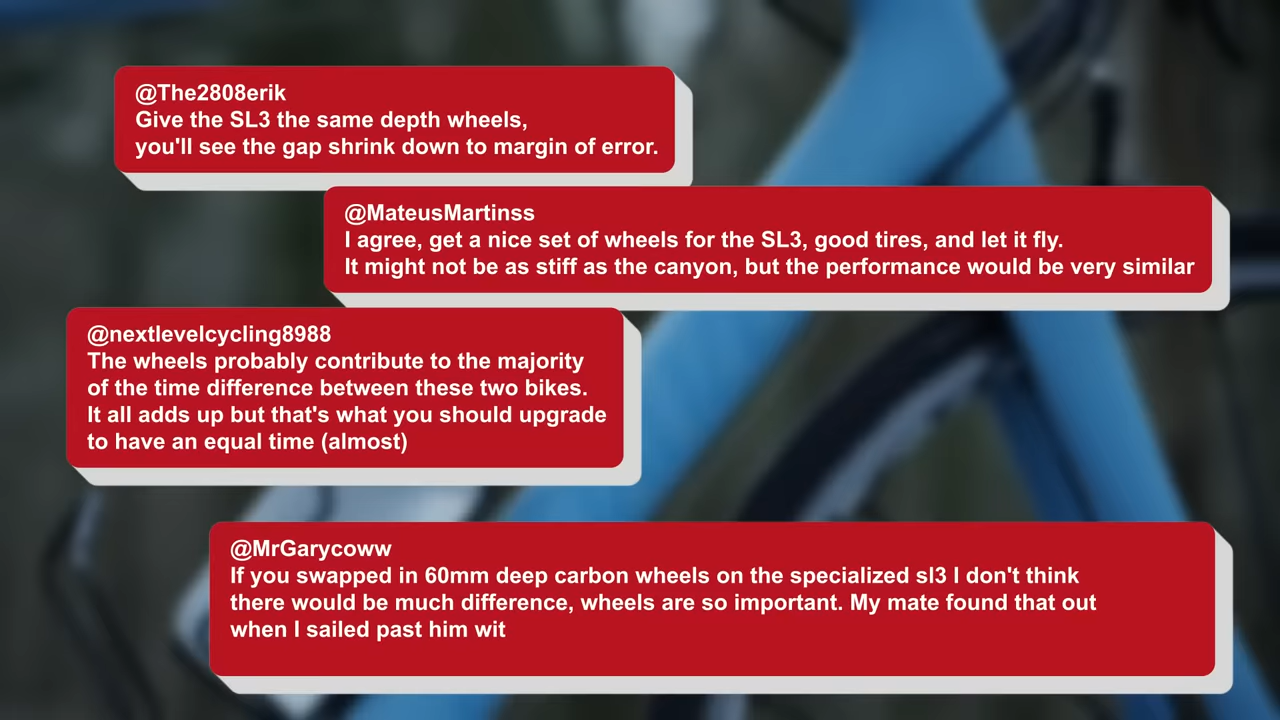 @The2808erik
Give the SL3 the same depth wheels,
you'll see the gap shrink down to margin of error.
@MateusMartinss
I agree, get a nice set of wheels for the SL3, good tires, and let it fly.
It might not be as stiff as the canyon, but the performance would be very similar
@nextlevelcycling8988
The wheels probably contribute to the majority
of the time difference between these two bikes.
It all adds up but that's what you should upgrade
to have an equal time (almost)
@MrGarycoww
If you swapped in 60mm deep carbon wheels on the specialized sl3 I don't think
there would be much difference, wheels are so important. My mate found that out
when I sailed past him wit